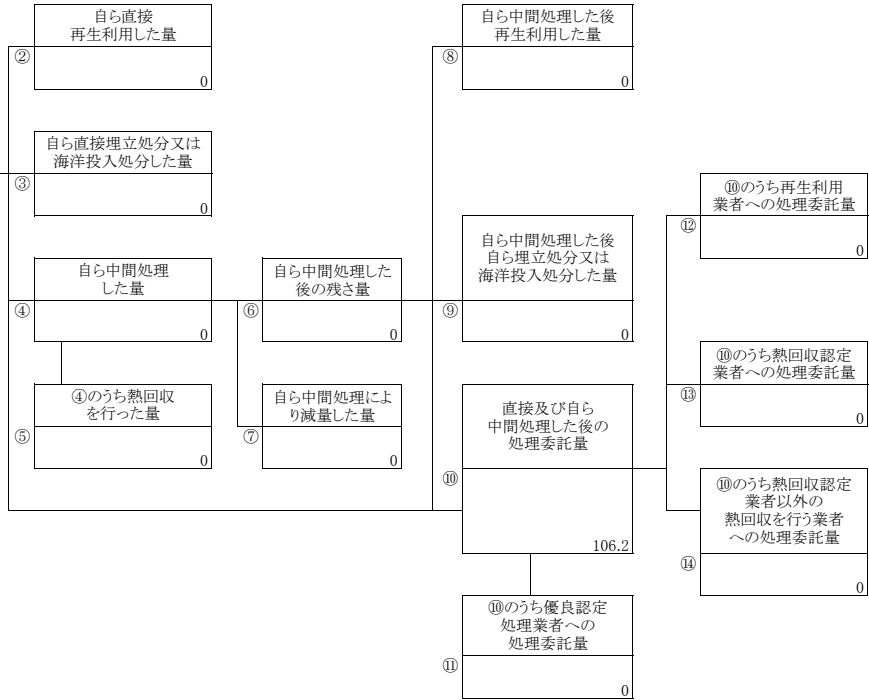 自ら直接
再生利用した量
②
0
自ら直接埋立処分又は
海洋投入処分した量
③
0
自ら中間処理
した量
④
0
④のうち熱回収
を行った量
⑤
0
自ら中間処理した
後の残さ量
⑥
0
自ら中間処理によ
り減量した量
⑦
0
自ら中間処理した後
再生利用した量
⑧
0
自ら中間処理した後
自ら埋立処分又は
海洋投入処分した量
⑨
0
直接及び自ら
中間処理した後の
処理委託量
⑩
106.2
⑩のうち優良認定
処理業者への
処理委託量
⑪
0
⑩のうち再生利用
業者への処理委託量
⑫
0
⑩のうち熱回収認定
業者への処理委託量
⑬
0
⑩のうち熱回収認定
業者以外の
熱回収を行う業者
への処理委託量
⑭
0